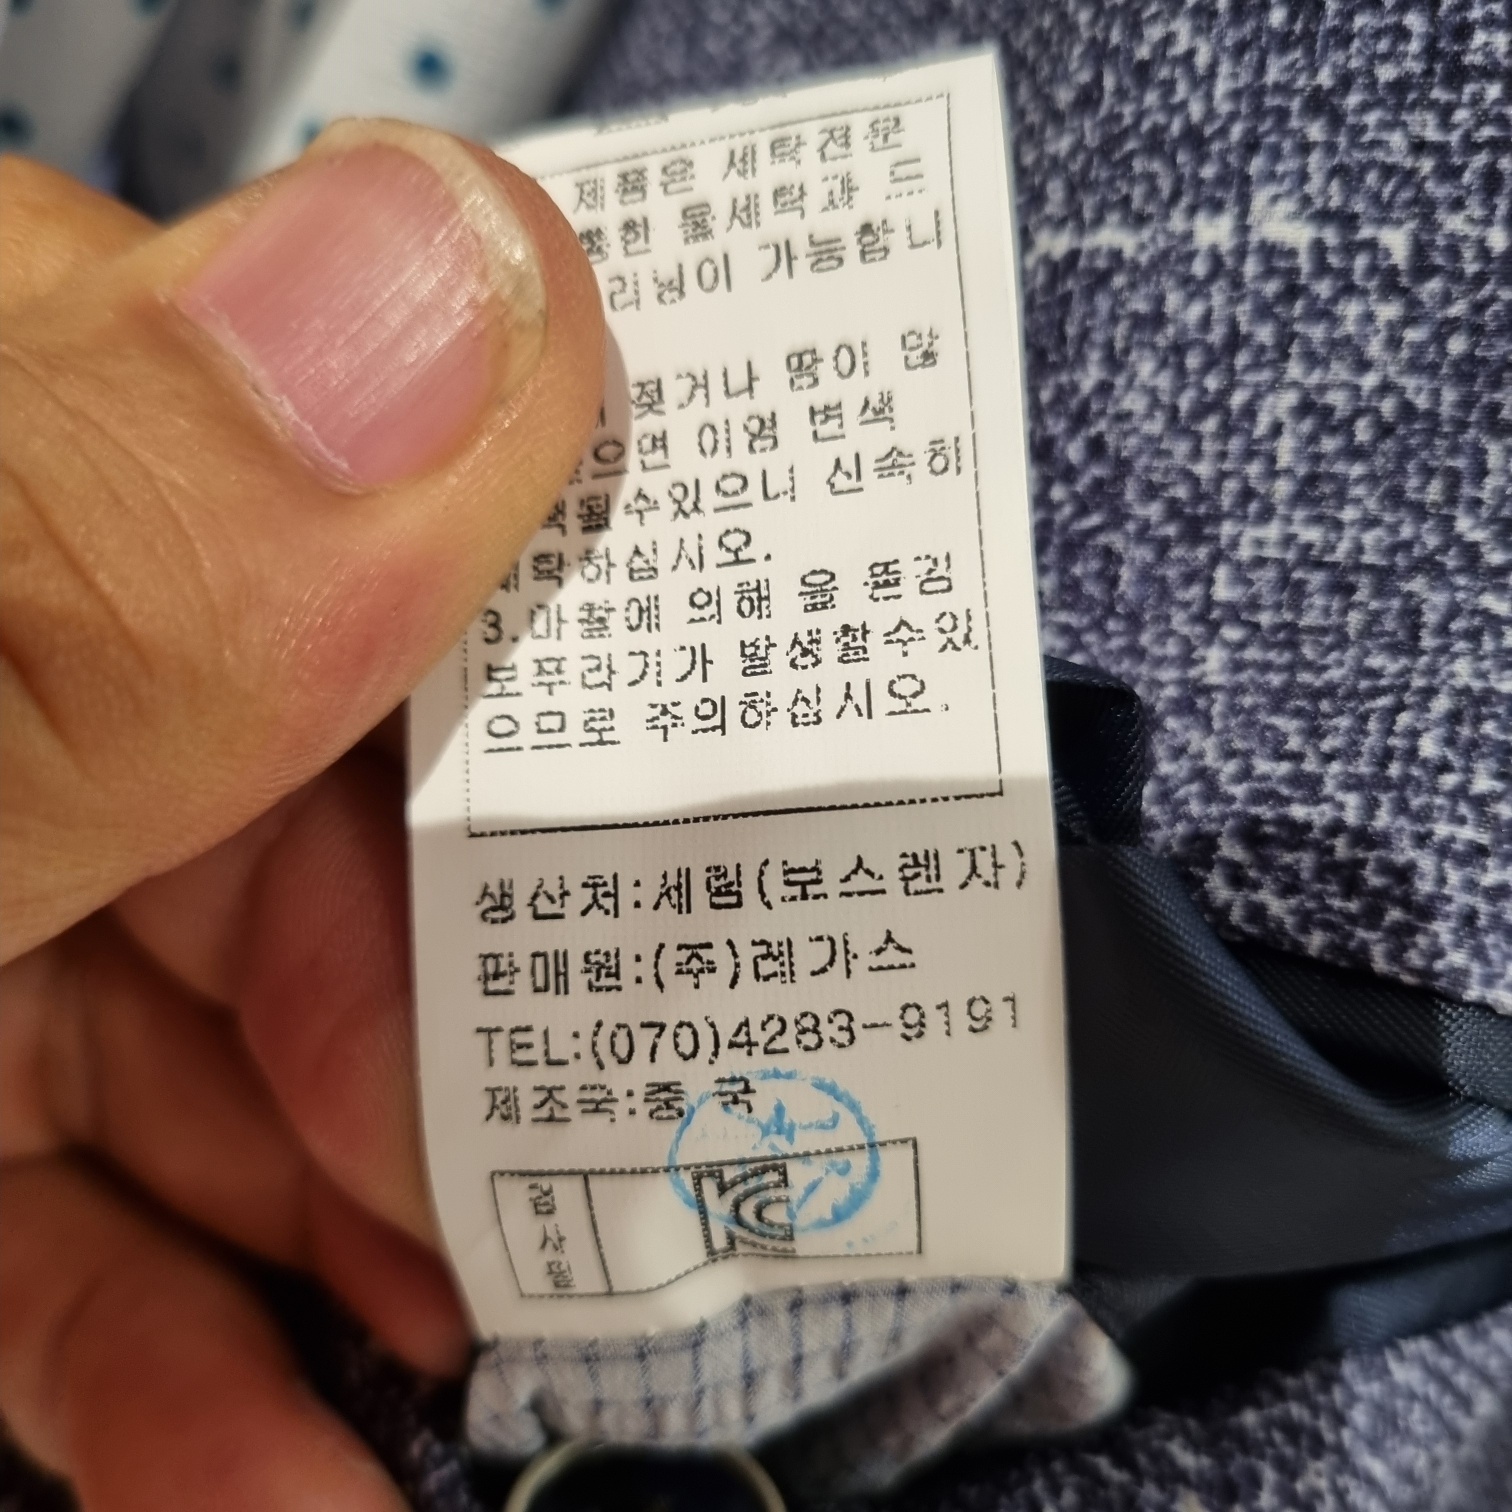 제품은 세탁전문
통한 물세탁과 드
리닝이 가능합니
젖거나 땀이 많
으면 이염 변색
될수있으니 신속히
세탁하십시오.
3.마찰에 의해 올 뜯김
보푸라기가 발생할수있
으므로 주의하십시오.
생산처:세림(보스렌자)
판매원:(주)레가스
TEL:(070)4283-9191
제조국:중 국
검사필
KC